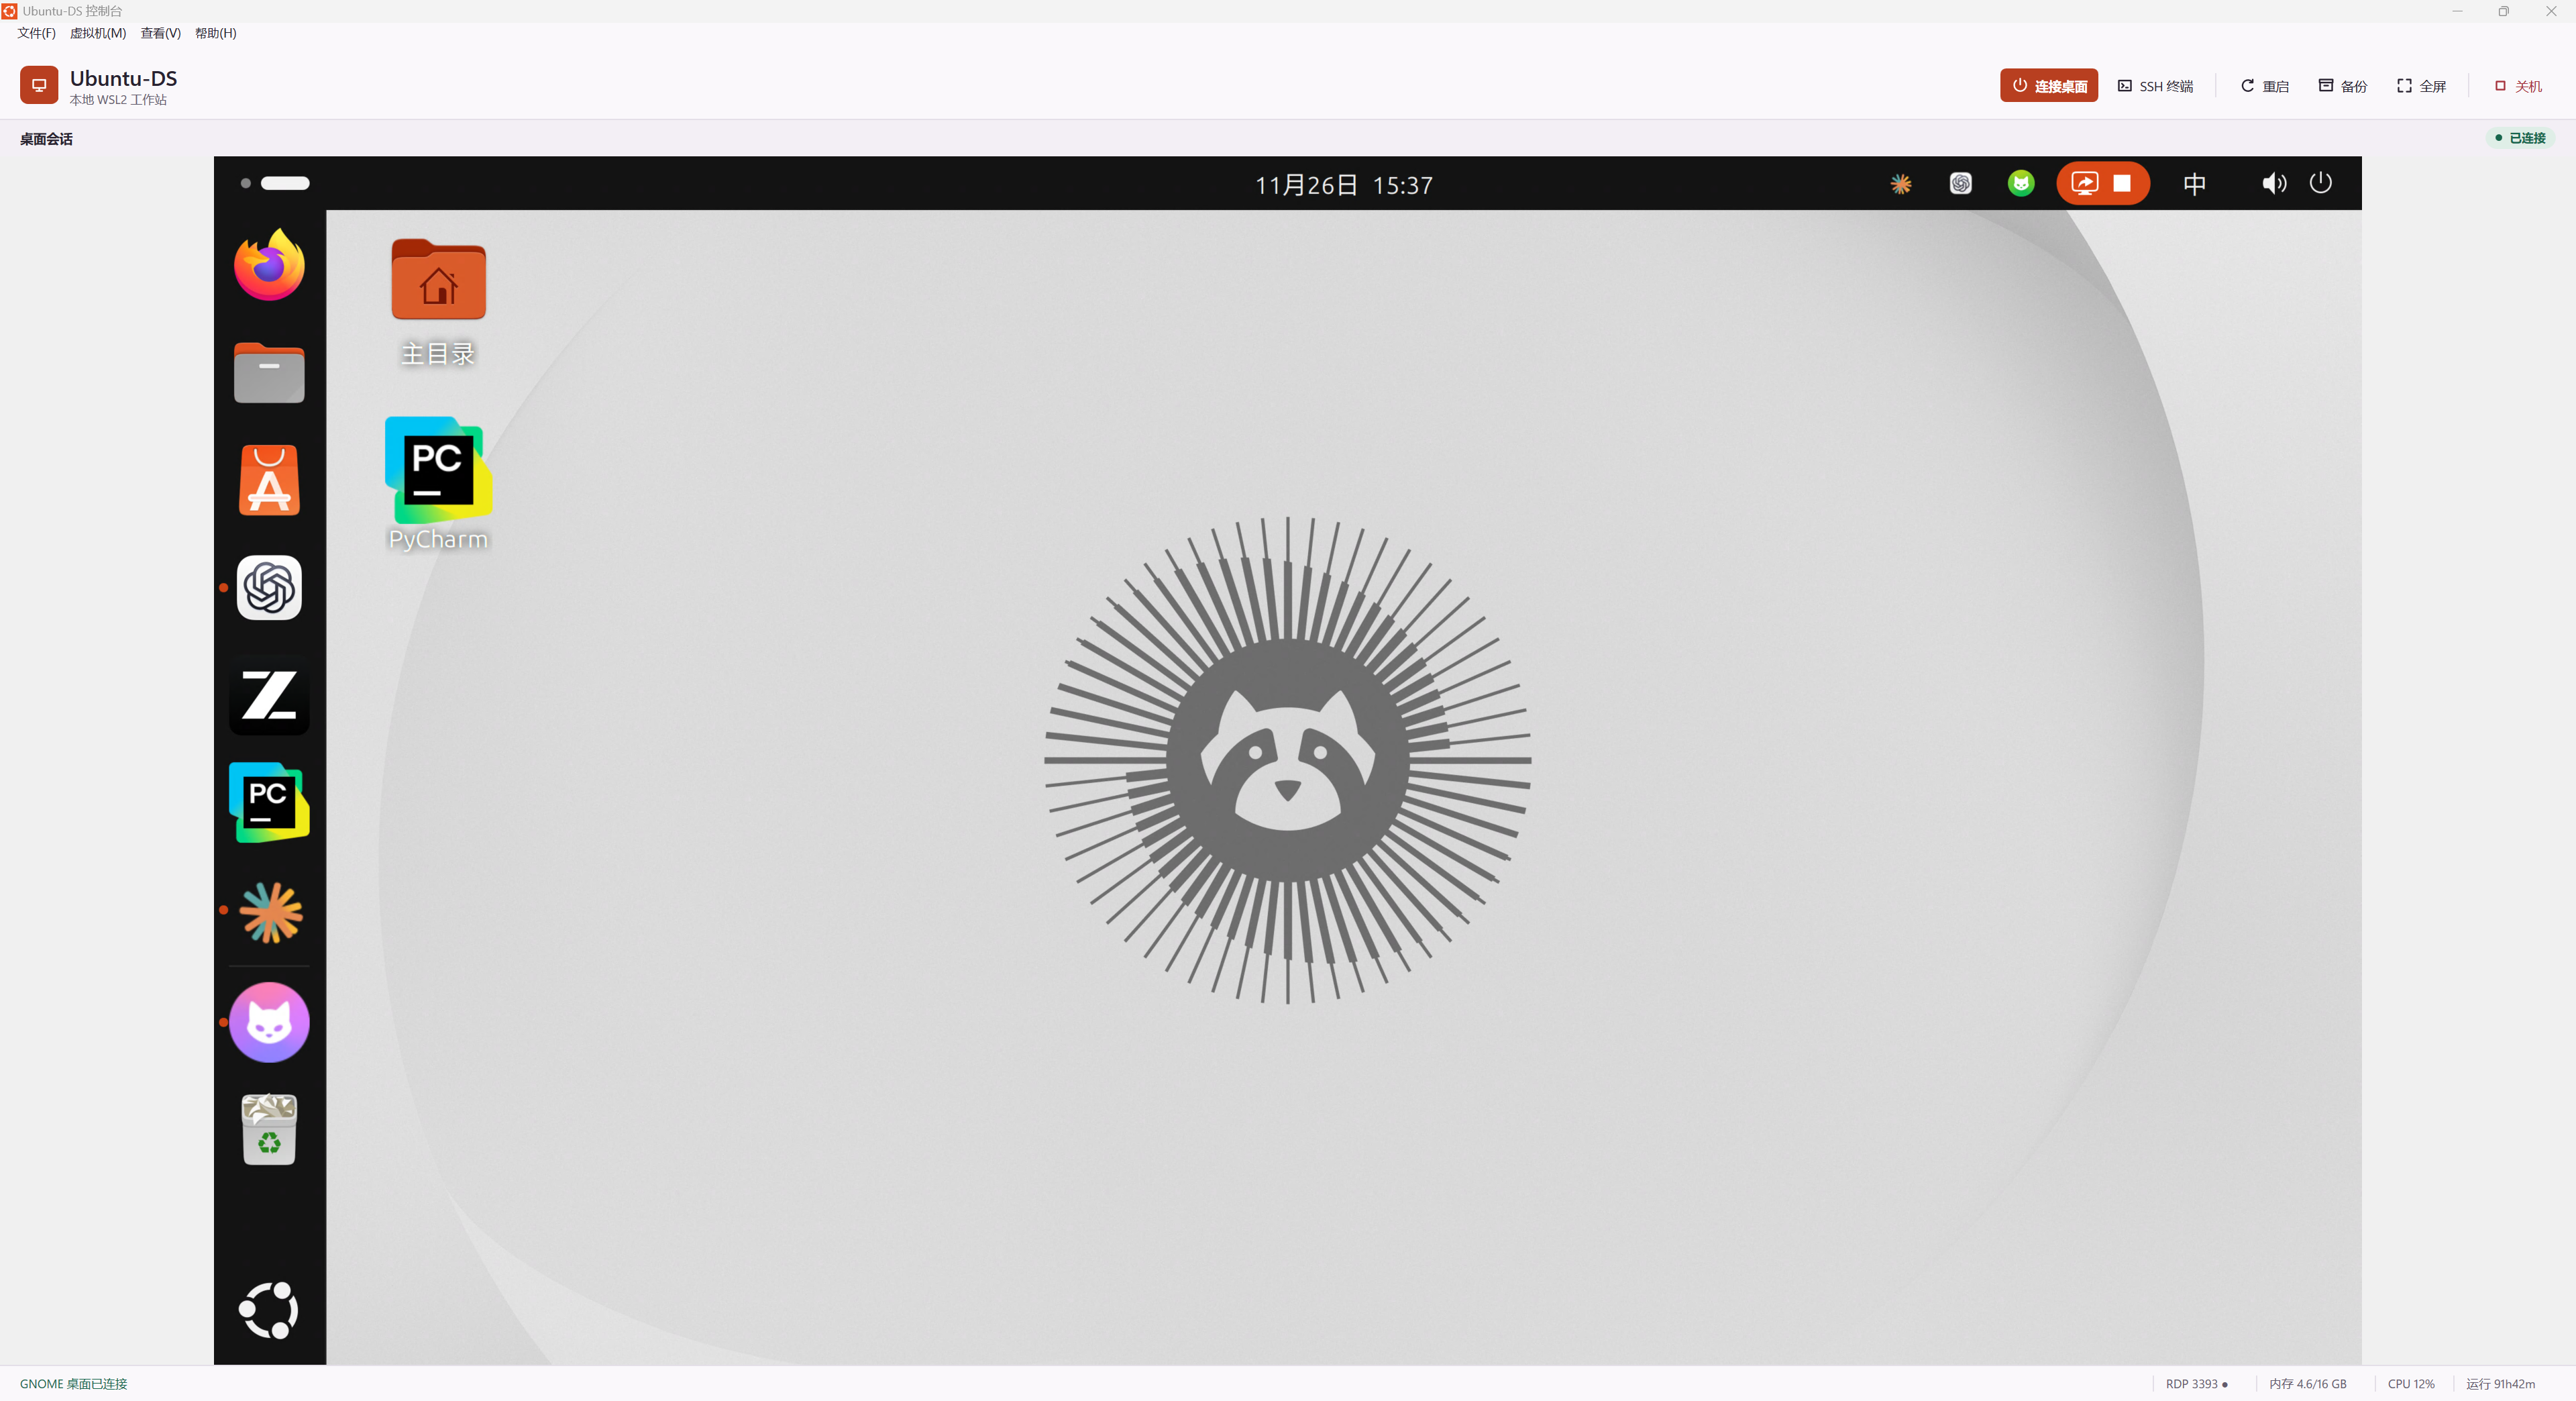 Ubuntu-DS 控制台
文件(F) 虚拟机(M) 查看(V) 帮助(H)
Ubuntu-DS
本地 WSL2 工作站
连接桌面 SSH 终端 重启 备份 全屏 关机
桌面会话
已连接
11月26日 15:37
中
主目录
PC
PyCharm
PC
GNOME 桌面已连接
RDP 3393 内存 4.6/16 GB CPU 12% 运行 91h42m